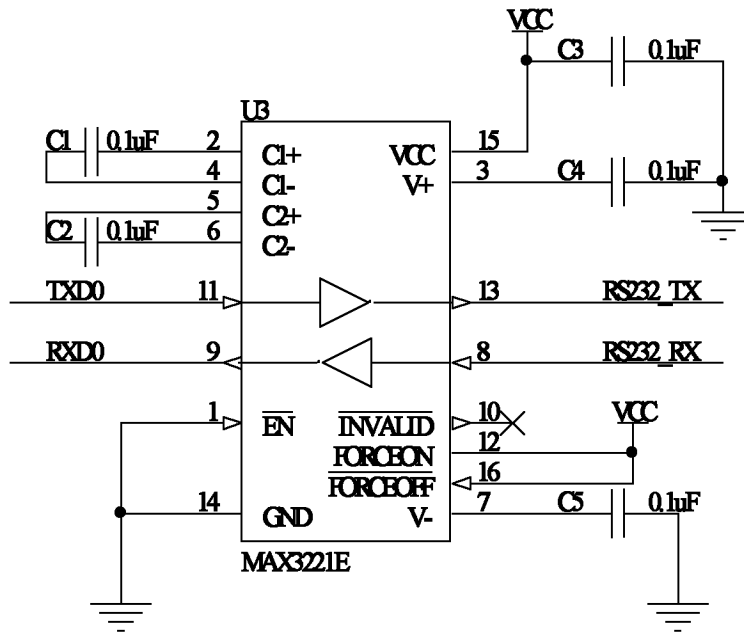 VCC
C3 0.1uF
U3
C1 0.1uF 2 C1+ VCC 15
4 C1- V+ 3 C4 0.1uF
5 C2+
C2 0.1uF 6 C2-
TXD0 11 13 RS232_TX
RXD0 9 8 RS232_RX
1 EN INVALID 10 VCC
FORCEON 12
FORCEOFF 16
14 GND V- 7 C5 0.1uF
MAX3221E